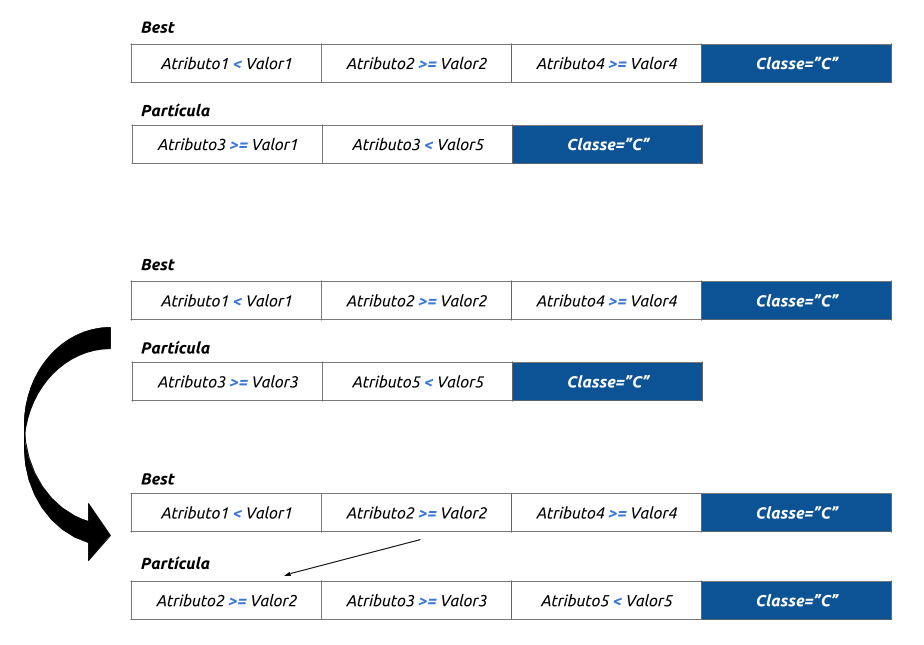 Best
Atributo1 < Valor1 Atributo2 >= Valor2 Atributo4 >= Valor4 Classe=”C”
Partícula
Atributo3 >= Valor1 Atributo3 < Valor5 Classe=”C”
Best
Atributo1 < Valor1 Atributo2 >= Valor2 Atributo4 >= Valor4 Classe=”C”
Partícula
Atributo3 >= Valor3 Atributo5 < Valor5 Classe=”C”
Best
Atributo1 < Valor1 Atributo2 >= Valor2 Atributo4 >= Valor4 Classe=”C”
Partícula
Atributo2 >= Valor2 Atributo3 >= Valor3 Atributo5 < Valor5 Classe=”C”